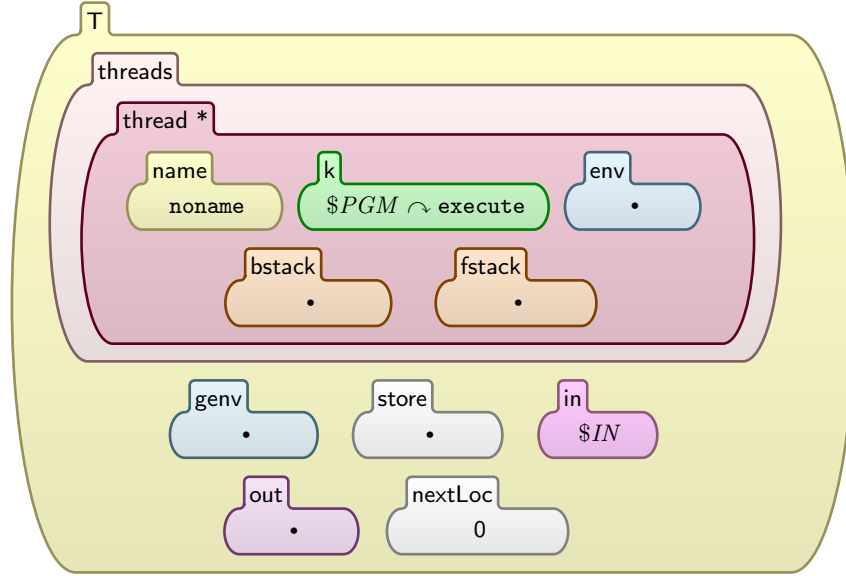 T
threads
thread *
name k env
noname $PGM ↷ execute •
bstack fstack
• •
genv store in
• • $IN
out nextLoc
• 0